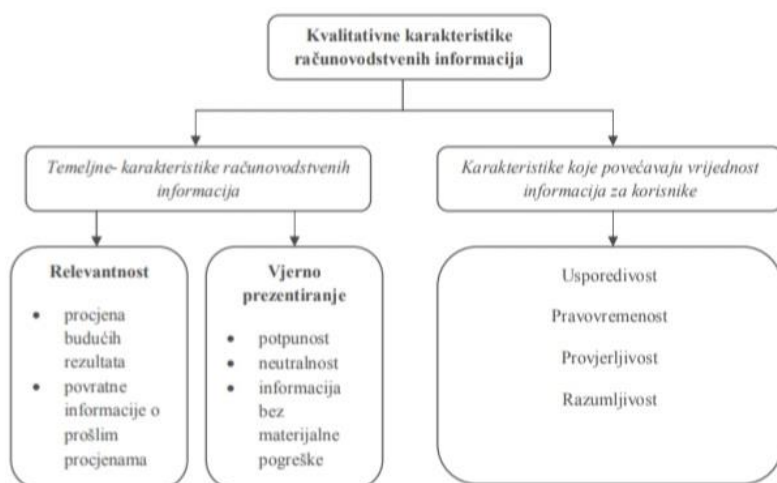 Kvalitativne karakteristike
računovodstvenih informacija
Temeljne- karakteristike računovodstvenih
informacija
Karakteristike koje povećavaju vrijednost
informacija za korisnike
Relevantnost
• procjena
budućih
rezultata
• povratne
informacije o
prošlim
procjenama
Vjerno
prezentiranje
• potpunost
• neutralnost
• informacija
bez
materijalne
pogreške
Usporedivost
Pravovremenost
Provjerljivost
Razumljivost